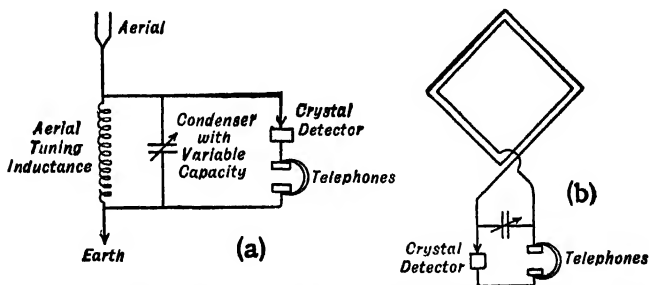 Aerial
Aerial
Tuning
Inductance
Condenser
with
Variable
Capacity
Crystal
Detector
Telephones
Earth
(a)
(b)
Crystal
Detector
Telephones